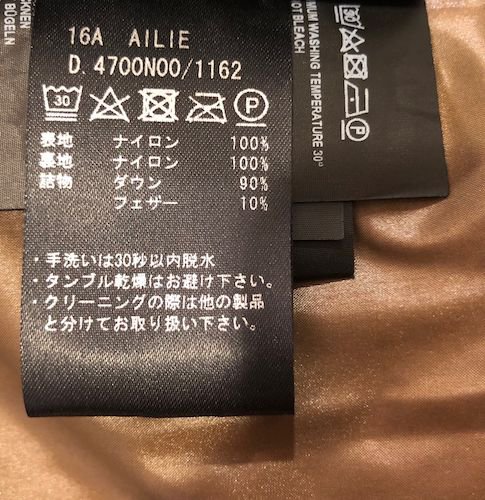 16A AILIE
D. 4700N00/1162
30
P
表地 ナイロン 100%
裏地 ナイロン 100%
詰物 ダウン 90%
フェザー 10%
・手洗いは30秒以内脱水
・タンブル乾燥はお避け下さい。
・クリーニングの際は他の製品
と分けてお取り扱い下さい。
BÜGELN
30
P
MUM WASHING TEMPERATURE 30°
OT BLEACH